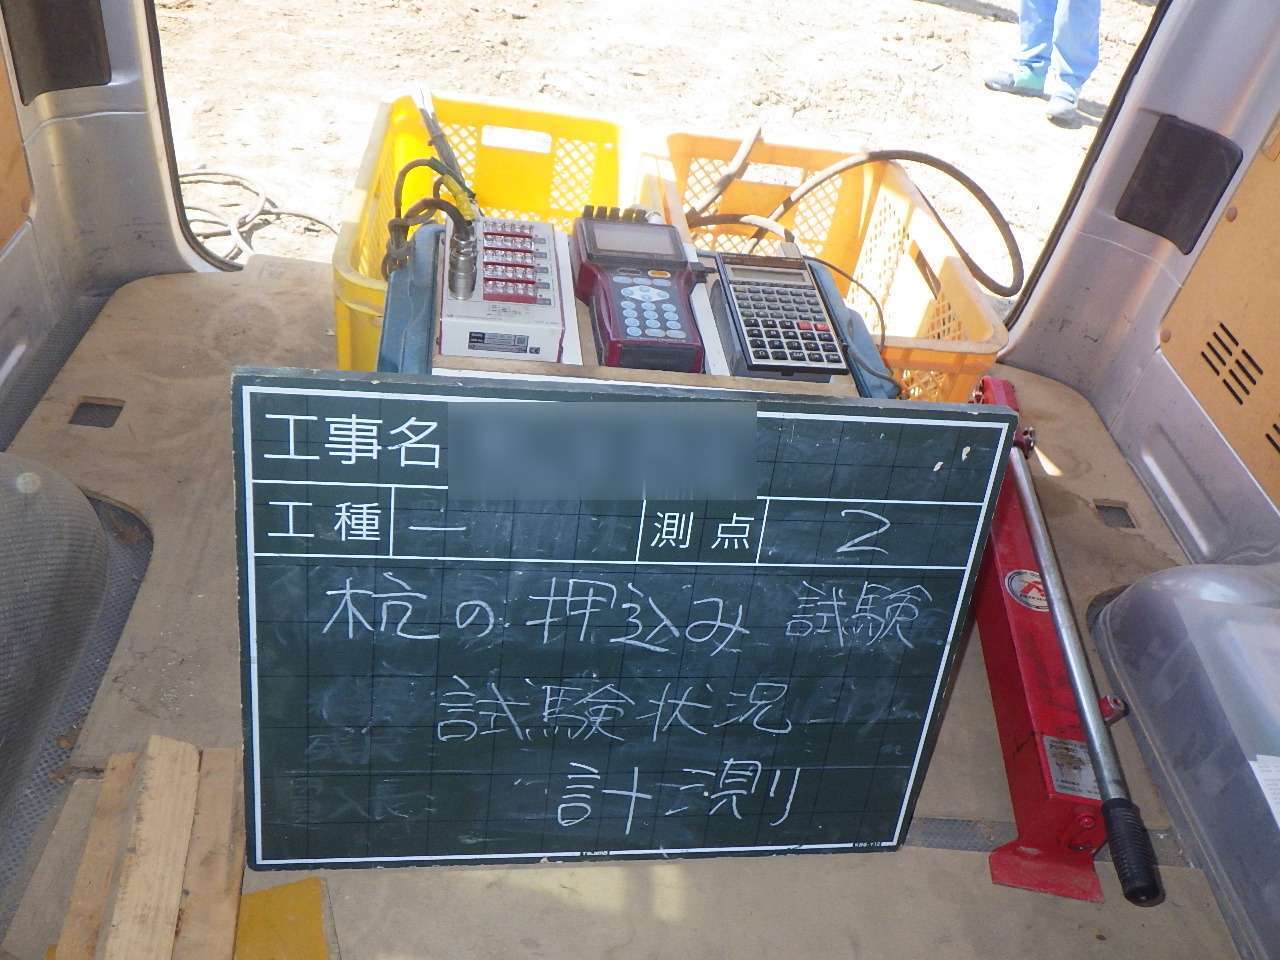 工事名
工種 一 測点 2
杭の押込み 試験
試験状況
計測